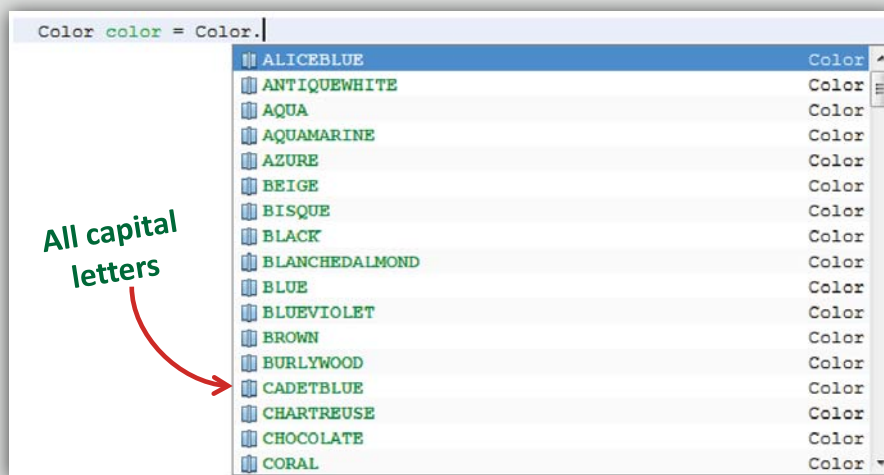 Color color = Color.
ALICEBLUE Color
ANTIQUEWHITE Color
AQUA Color
AQUAMARINE Color
AZURE Color
BEIGE Color
BISQUE Color
BLACK Color
BLANCHEDALMOND Color
BLUE Color
BLUEVIOLET Color
BROWN Color
BURLYWOOD Color
CADETBLUE Color
CHARTREUSE Color
CHOCOLATE Color
CORAL Color
All capital
letters